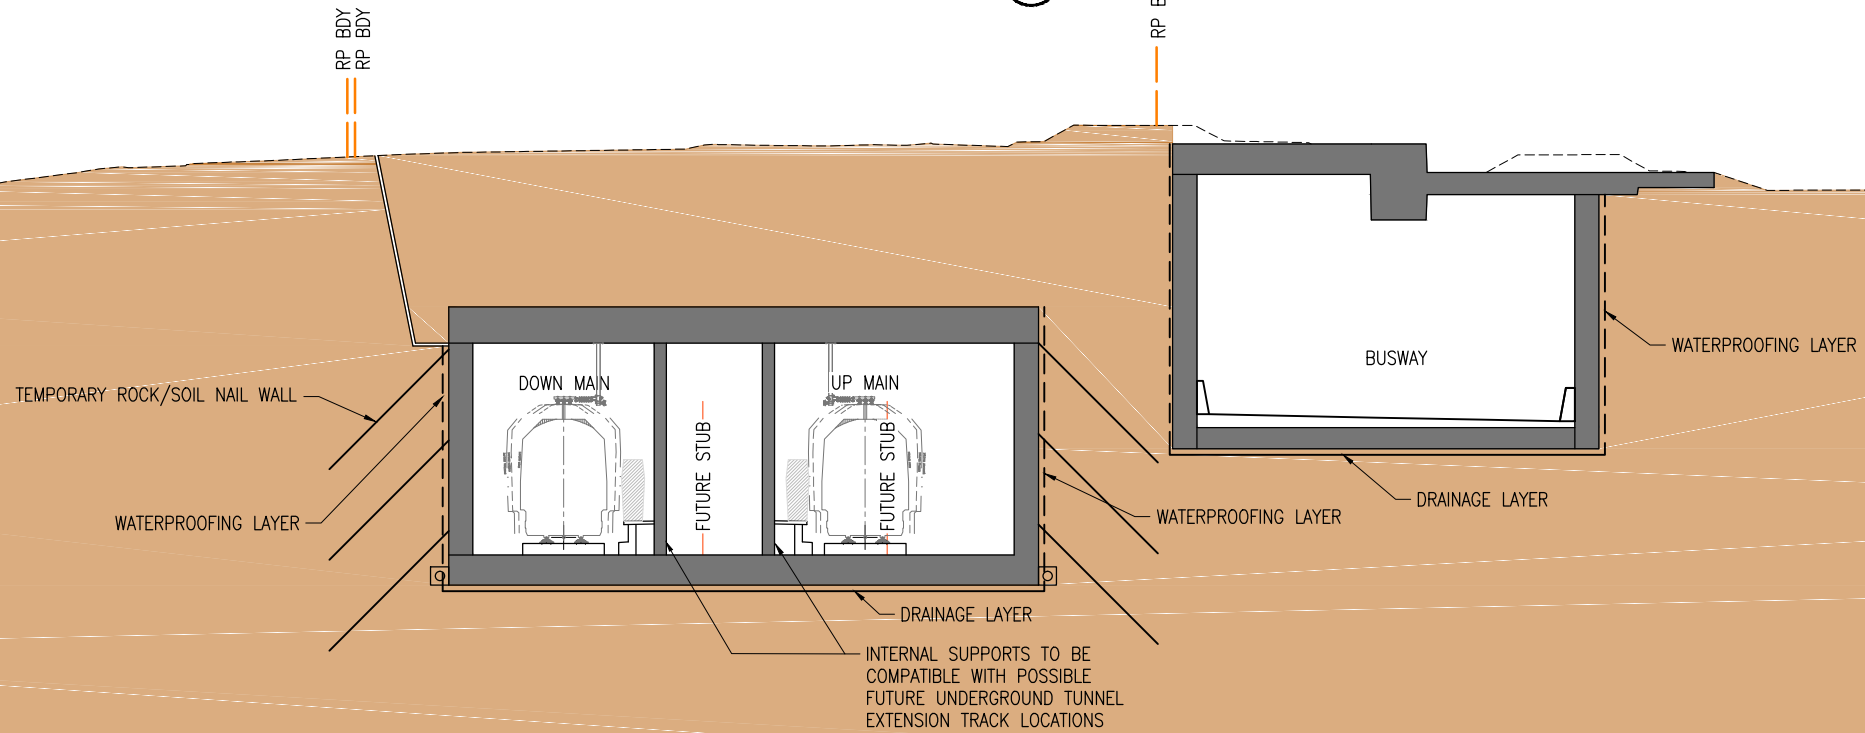 RP BDY
RP BDY
RP
DOWN MAIN
UP MAIN
BUSWAY
WATERPROOFING LAYER
TEMPORARY ROCK/SOIL NAIL WALL
FUTURE STUB
FUTURE STUB
WATERPROOFING LAYER
WATERPROOFING LAYER
DRAINAGE LAYER
DRAINAGE LAYER
INTERNAL SUPPORTS TO BE
COMPATIBLE WITH POSSIBLE
FUTURE UNDERGROUND TUNNEL
EXTENSION TRACK LOCATIONS